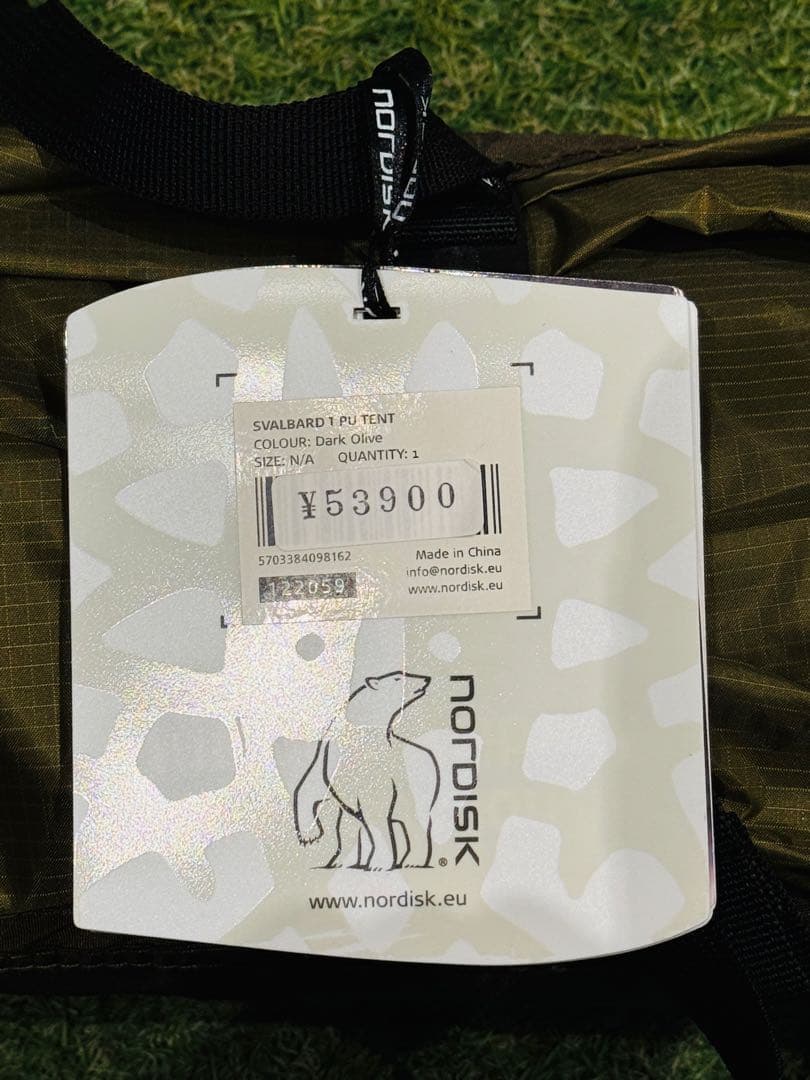 nordisk
SVALBARD 1 PU TENT
COLOUR: Dark Olive
SIZE: N/A QUANTITY: 1
¥53900
5703384098162
Made in China
122059
info@nordisk.eu
www.nordisk.eu
nordisk®
www.nordisk.eu